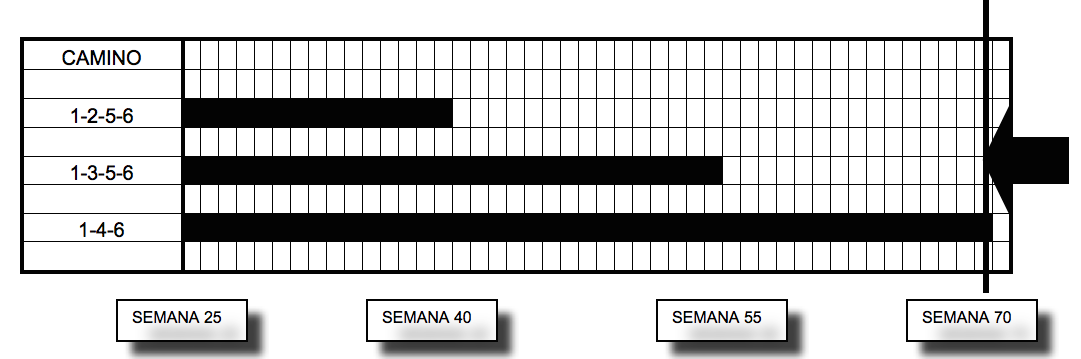 CAMINO
1-2-5-6
1-3-5-6
1-4-6
SEMANA 25
SEMANA 40
SEMANA 55
SEMANA 70